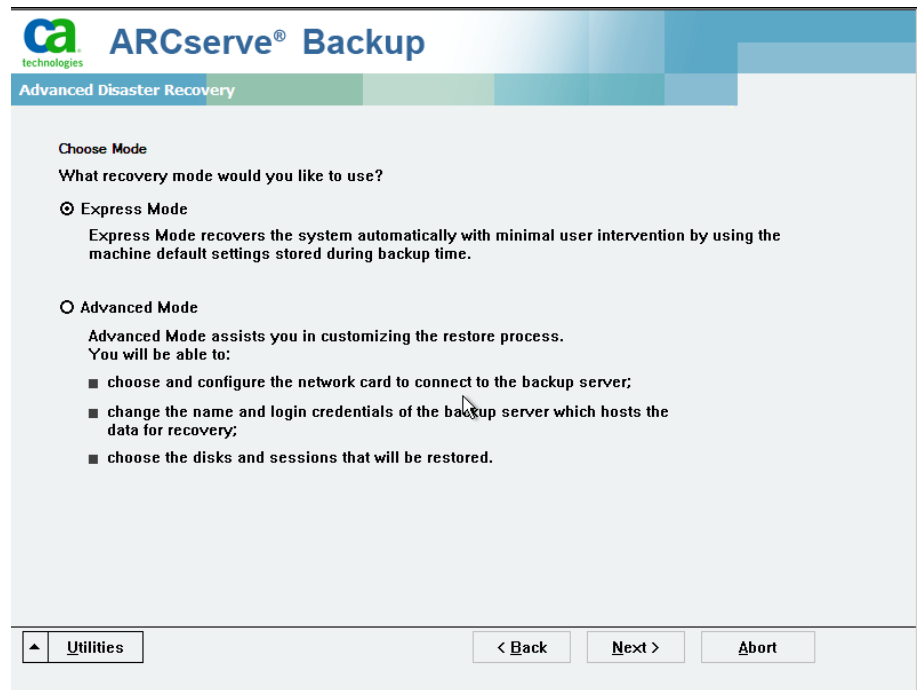 ca
technologies
ARCserve® Backup
Advanced Disaster Recovery
Choose Mode
What recovery mode would you like to use?
Express Mode
Express Mode recovers the system automatically with minimal user intervention by using the
machine default settings stored during backup time.
Advanced Mode
Advanced Mode assists you in customizing the restore process.
You will be able to:
choose and configure the network card to connect to the backup server;
change the name and login credentials of the backup server which hosts the
data for recovery;
choose the disks and sessions that will be restored.
Utilities
< Back
Next >
Abort